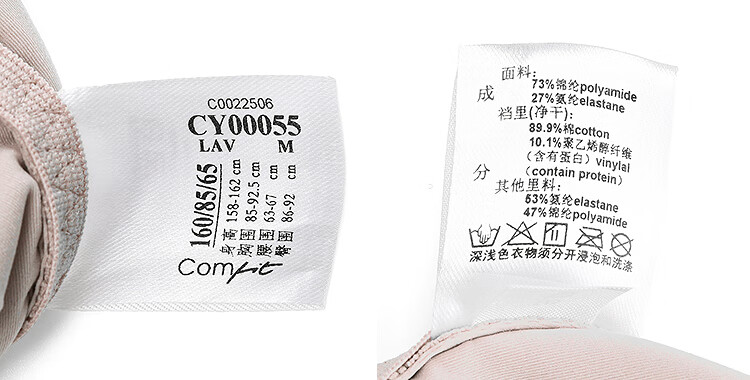 C0022506
CY00055
LAV M
160/85/65
身高 158-162 cm
胸围 85-92.5 cm
腰围 63-67 cm
臀围 86-92 cm
Comfit
面料:
73%锦纶polyamide
成 27%氨纶elastane
裆里(净干):
89.9%棉cotton
10.1%聚乙烯醇纤维
(含有蛋白) vinylal
分 (contain protein)
其他里料:
53%氨纶elastane
47%锦纶polyamide
深浅色衣物须分开浸泡和洗涤